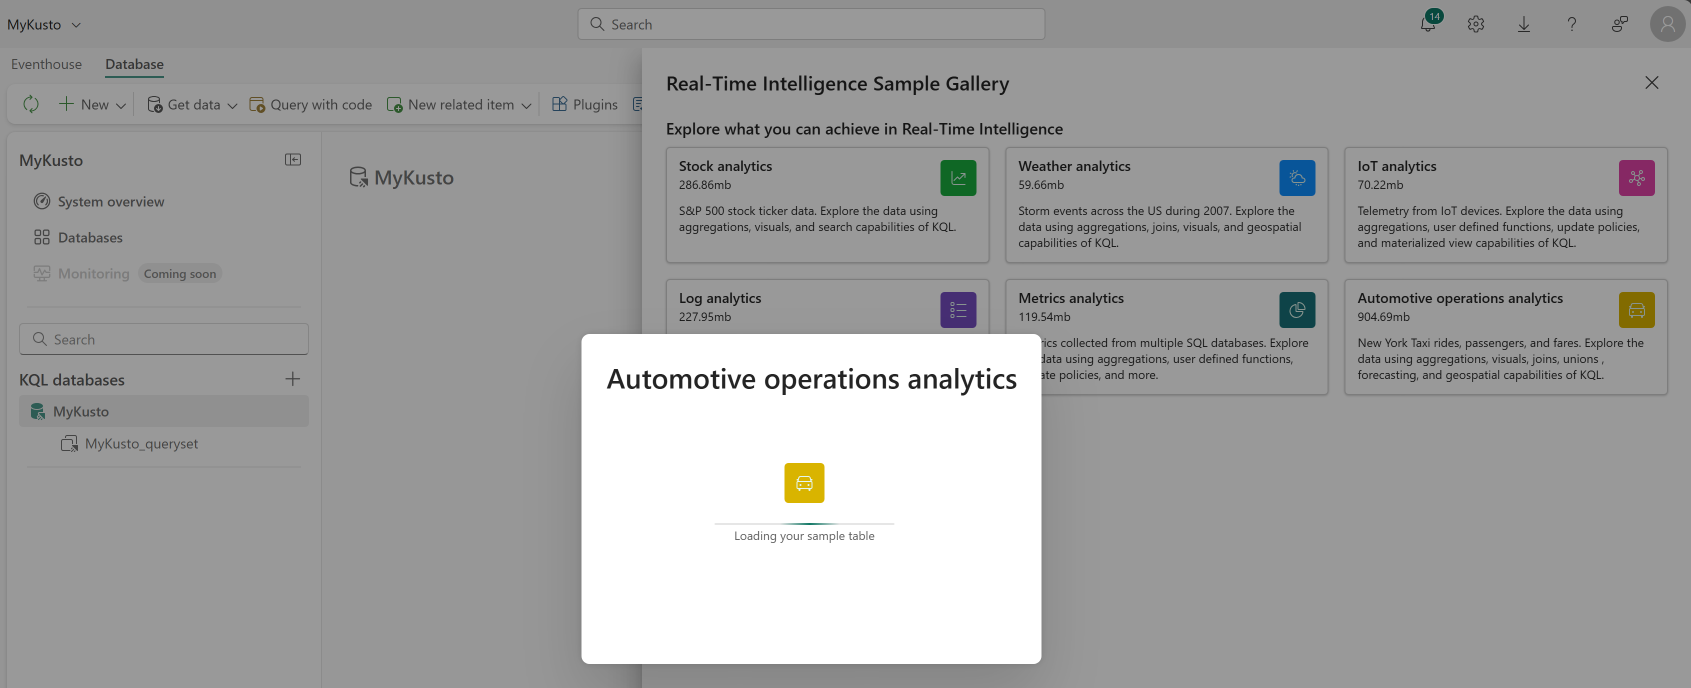 MyKusto
Search
14
Eventhouse
Database
New
Get data
Query with code
New related item
Plugins
MyKusto
System overview
Databases
Monitoring
Coming soon
Search
KQL databases
MyKusto
MyKusto_queryset
MyKusto
Real-Time Intelligence Sample Gallery
Explore what you can achieve in Real-Time Intelligence
Stock analytics
286.86mb
S&P 500 stock ticker data. Explore the data using
aggregations, visuals, and search capabilities of KQL.
Weather analytics
59.66mb
Storm events across the US during 2007. Explore the
data using aggregations, joins, visuals, and geospatial
capabilities of KQL.
IoT analytics
70.22mb
Telemetry from IoT devices. Explore the data using
aggregations, user defined functions, update policies,
and materialized view capabilities of KQL.
Log analytics
227.95mb
Metrics analytics
119.54mb
collected from multiple SQL databases. Explore
data using aggregations, user defined functions,
policies, and more.
Automotive operations analytics
904.69mb
New York Taxi rides, passengers, and fares. Explore the
data using aggregations, visuals, joins, unions ,
forecasting, and geospatial capabilities of KQL.
Automotive operations analytics
Loading your sample table